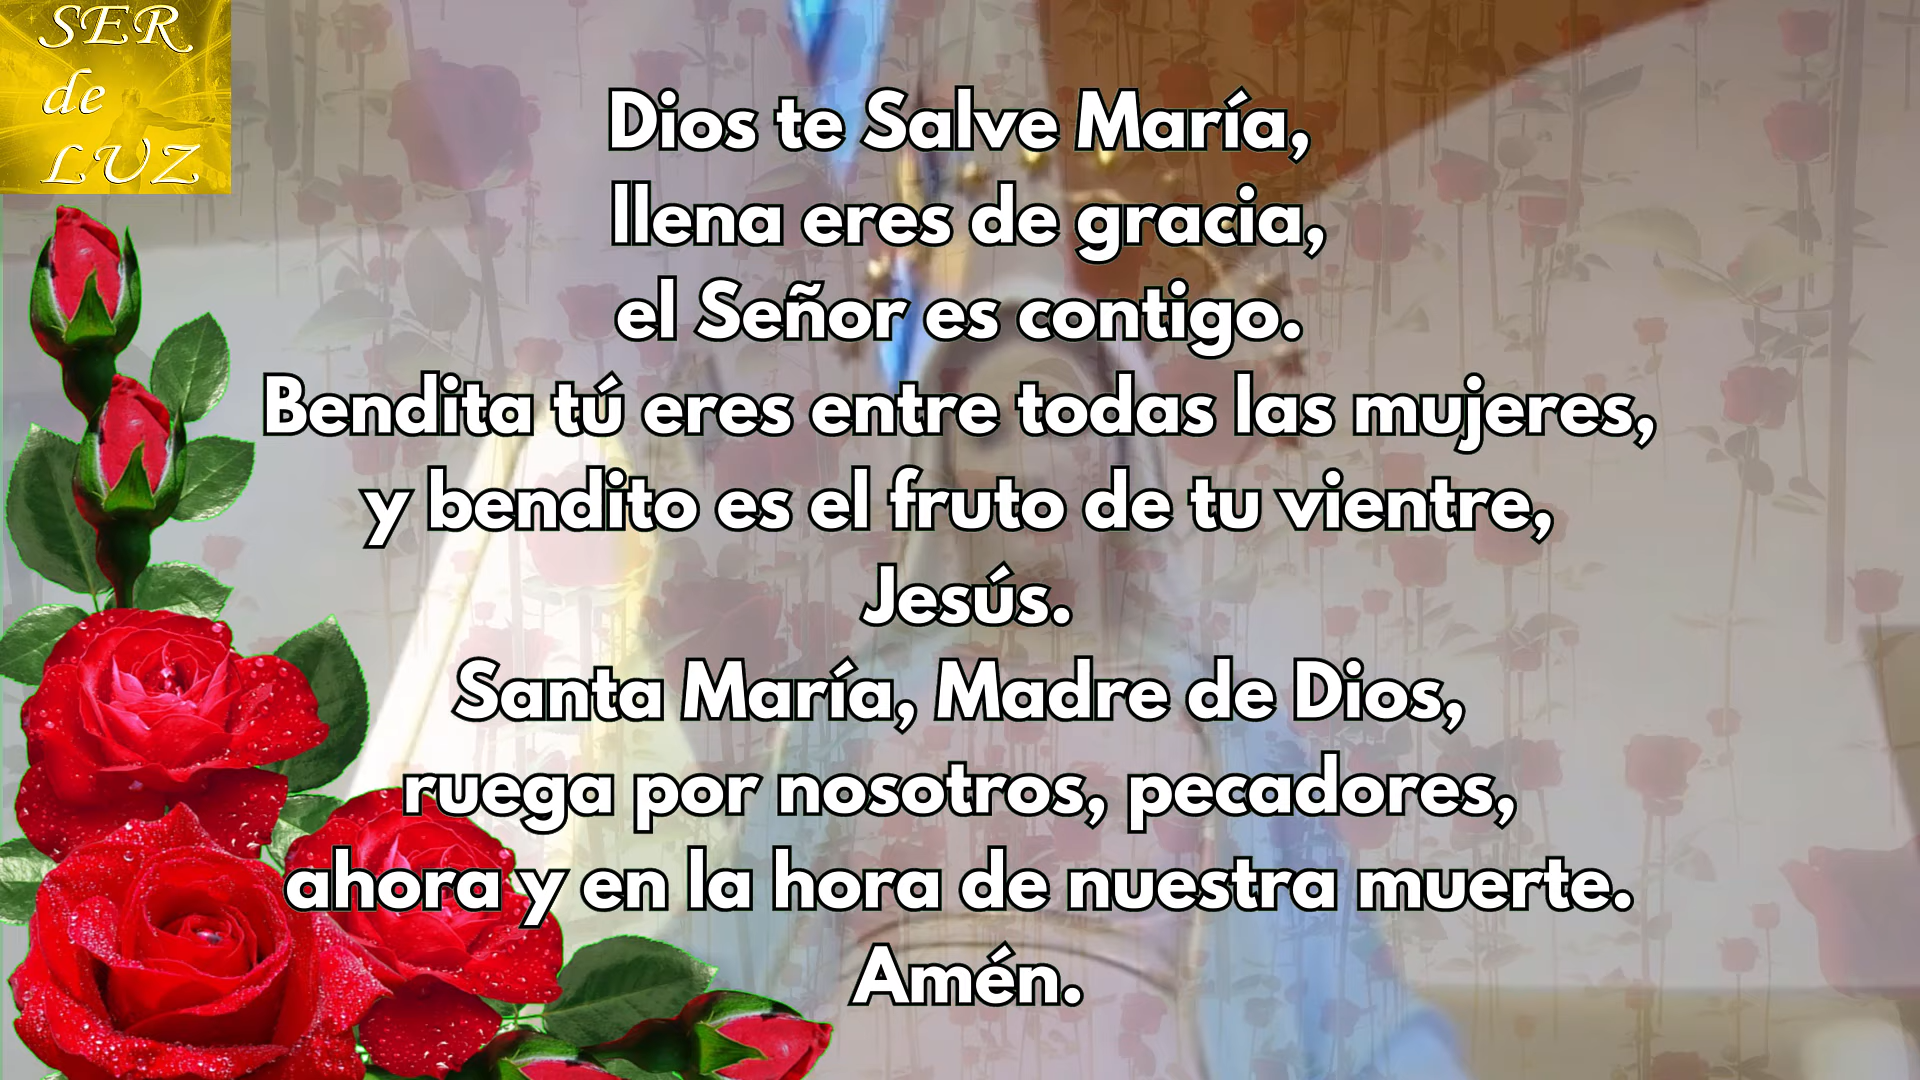 SER
de
LUZ
Dios te Salve María,
llena eres de gracia,
el Señor es contigo.
Bendita tú eres entre todas las mujeres,
y bendito es el fruto de tu vientre,
Jesús.
Santa María, Madre de Dios,
ruega por nosotros, pecadores,
ahora y en la hora de nuestra muerte.
Amén.